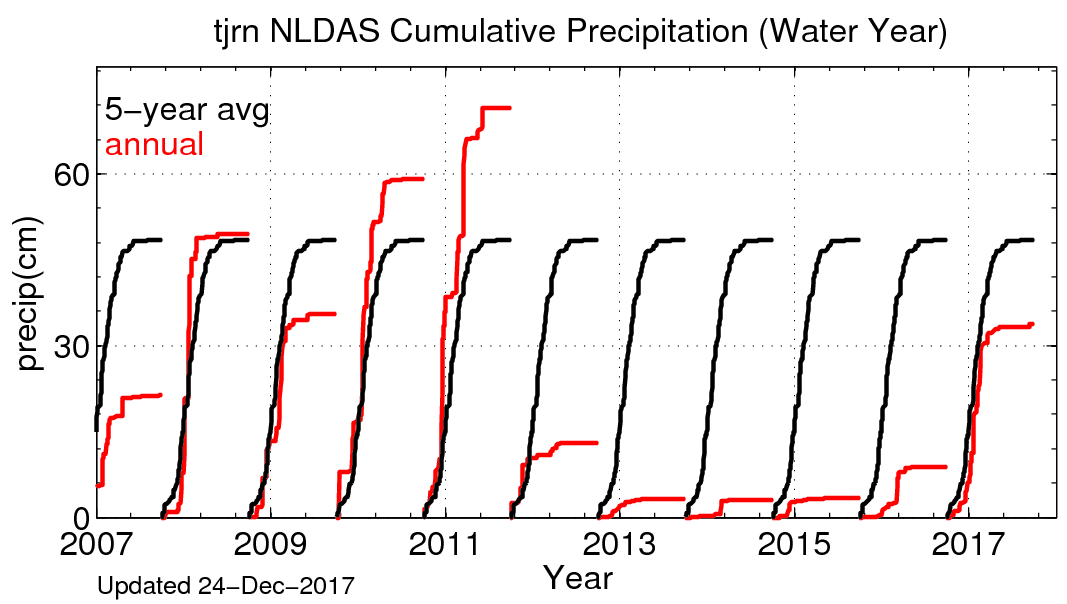 tjrn NLDAS Cumulative Precipitation (Water Year)
5−year avg
annual
precip(cm)
60
30
0
2007 2009 2011 2013 2015 2017
Year
Updated 24−Dec−2017